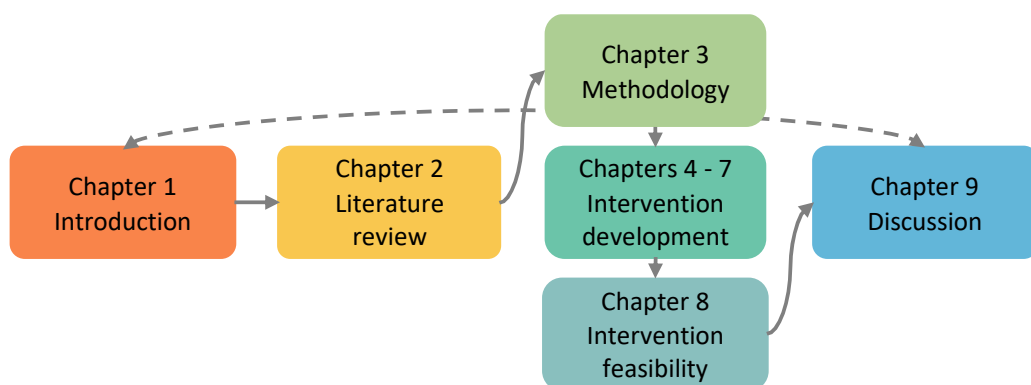 Chapter 1
Introduction
Chapter 2
Literature
review
Chapter 3
Methodology
Chapters 4 - 7
Intervention
development
Chapter 8
Intervention
feasibility
Chapter 9
Discussion